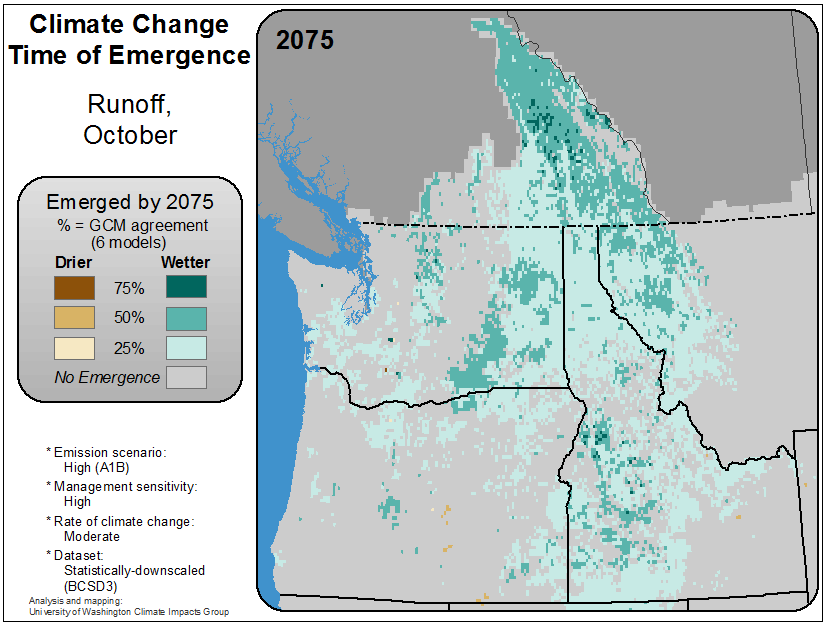 Climate Change
Time of Emergence
Runoff,
October
2075
Emerged by 2075
% = GCM agreement
(6 models)
Drier Wetter
75%
50%
25%
No Emergence
* Emission scenario:
High (A1B)
* Management sensitivity:
High
* Rate of climate change:
Moderate
* Dataset:
Statistically-downscaled
(BCSD3)
Analysis and mapping:
University of Washington Climate Impacts Group